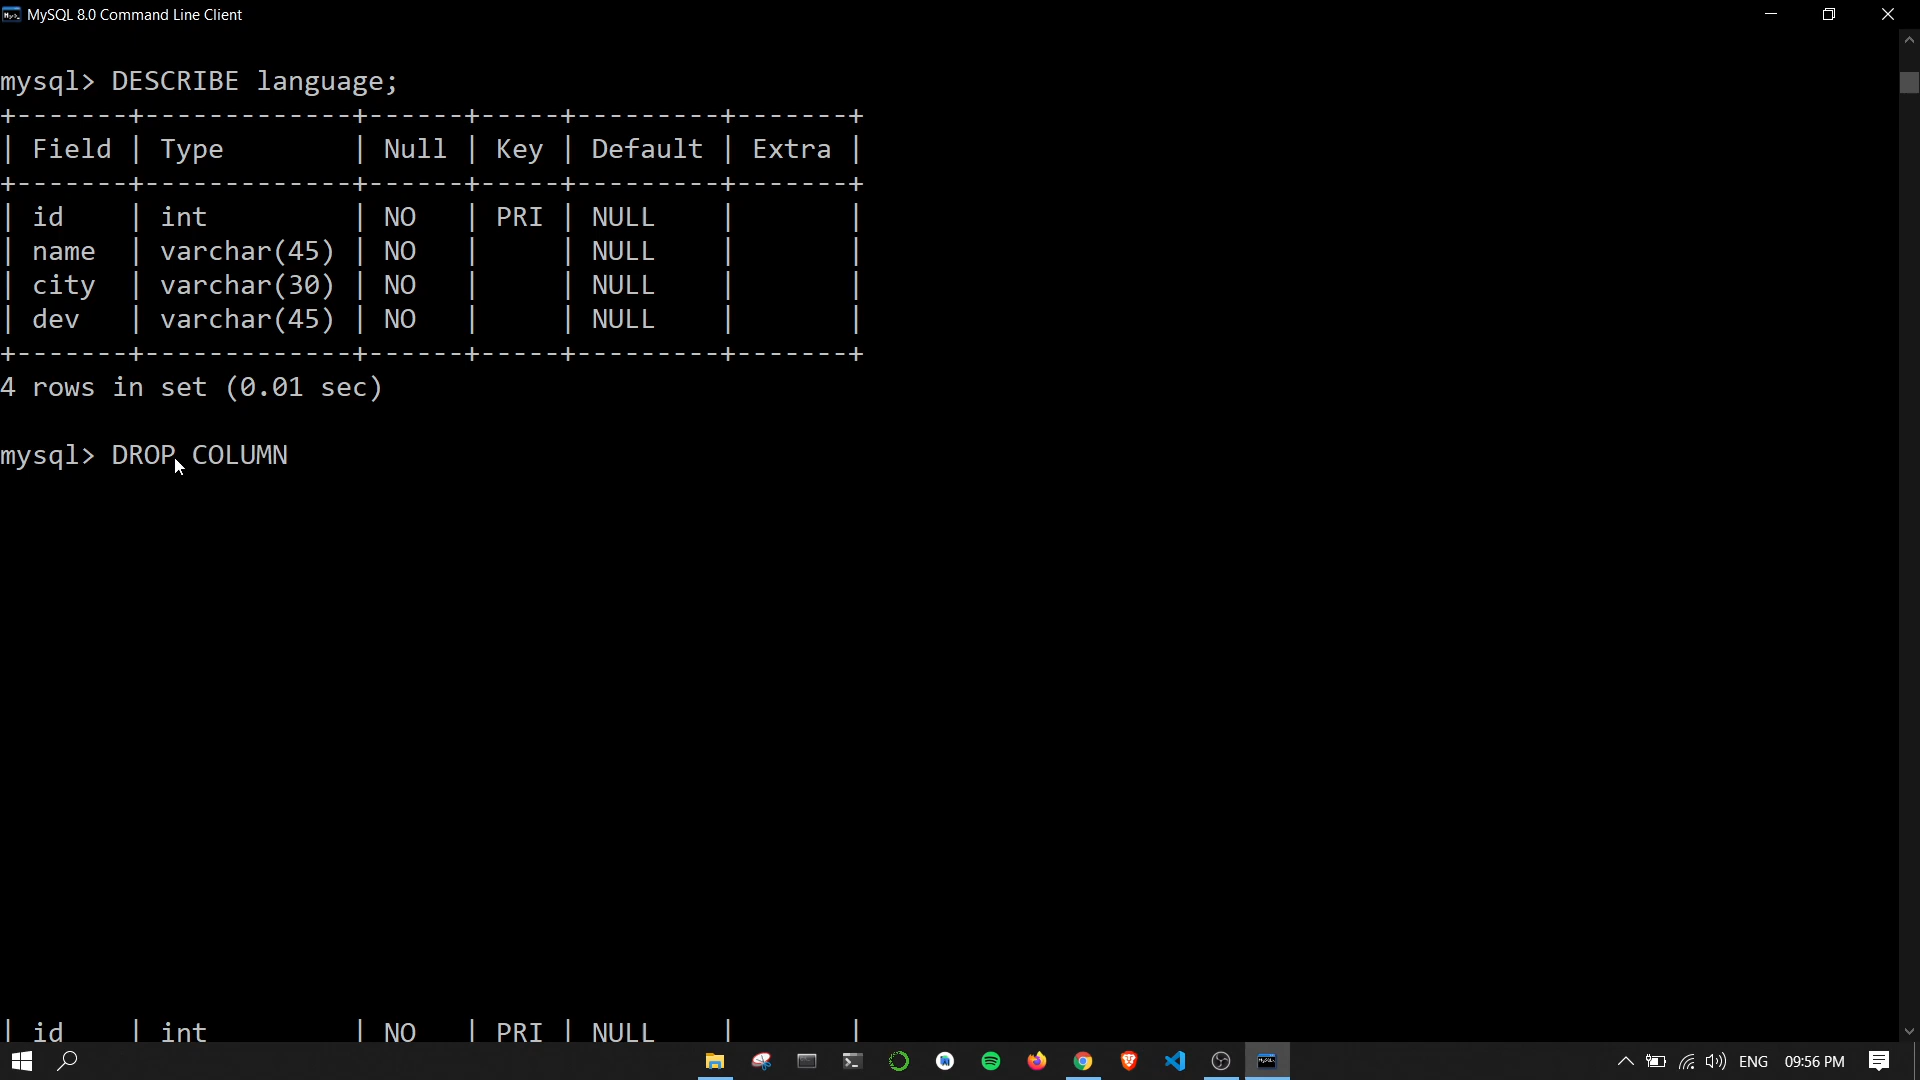 MySQL 8.0 Command Line Client
mysql> DESCRIBE language;
+-------+-------------+------+-----+---------+-------+
| Field | Type        | Null | Key | Default | Extra |
+-------+-------------+------+-----+---------+-------+
| id    | int         | NO   | PRI | NULL    |       |
| name  | varchar(45) | NO   |     | NULL    |       |
| city  | varchar(30) | NO   |     | NULL    |       |
| dev   | varchar(45) | NO   |     | NULL    |       |
+-------+-------------+------+-----+---------+-------+
4 rows in set (0.01 sec)
mysql> DROP COLUMN
| id    | int         | NO   | PRI | NULL    |       |
ENG 09:56 PM